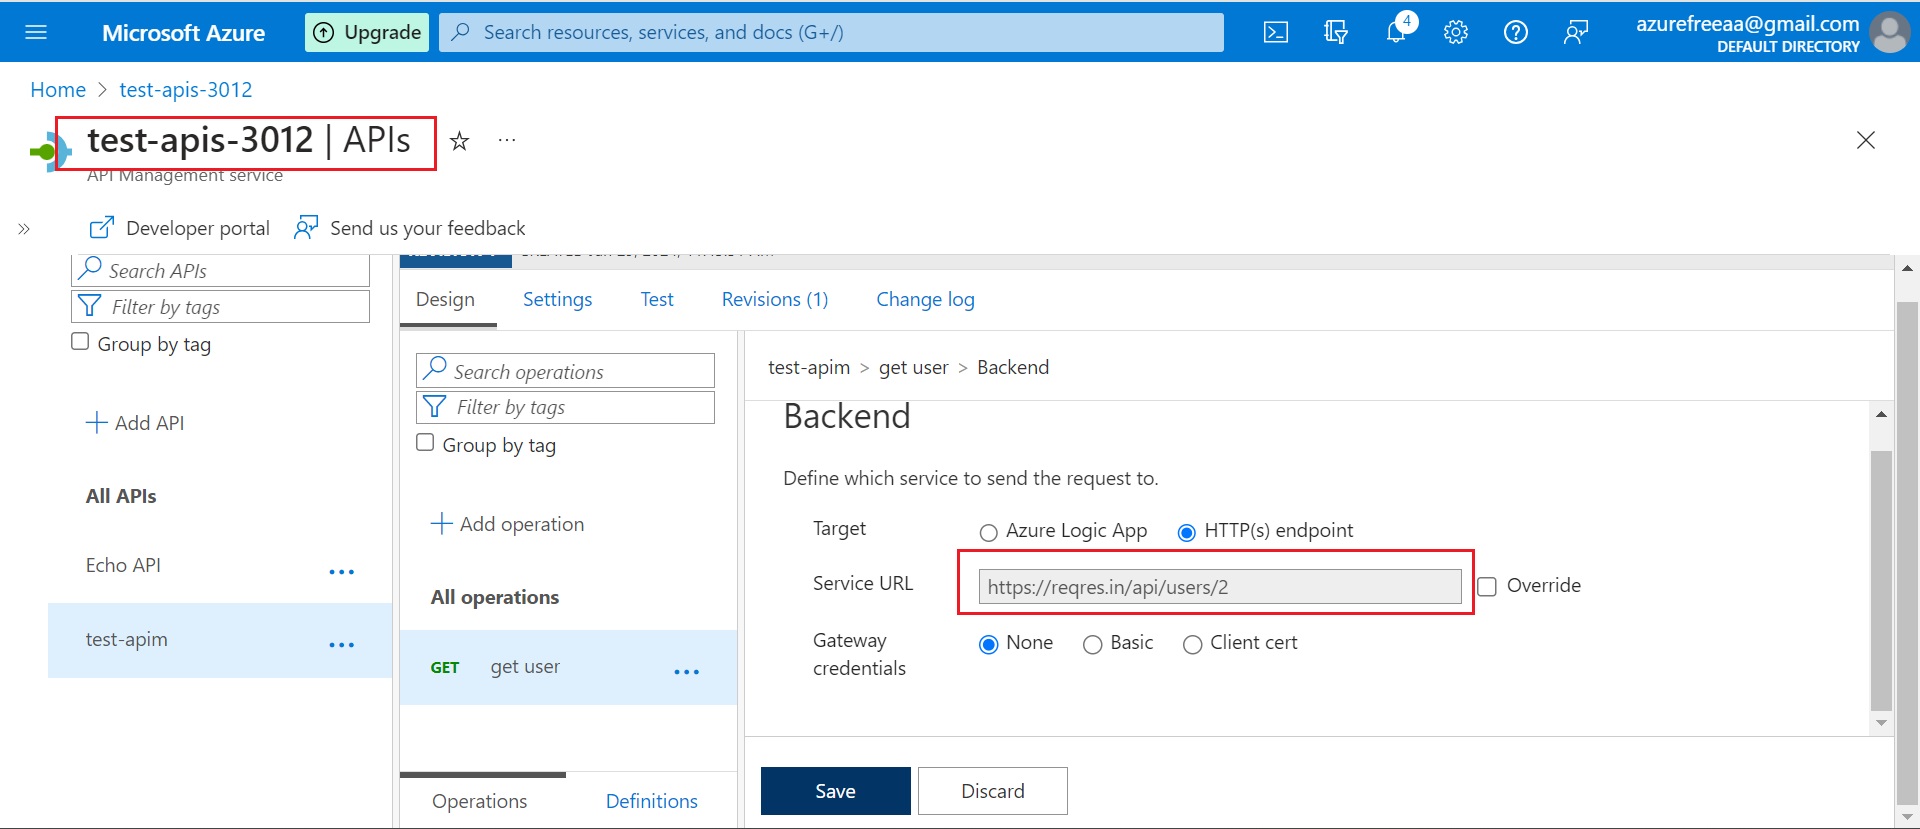 Microsoft Azure
Upgrade
Search resources, services, and docs (G+/)
4
azurefreeaa@gmail.com
DEFAULT DIRECTORY
Home > test-apis-3012
test-apis-3012 | APIs
API Management service
Developer portal
Send us your feedback
Search APIs
Filter by tags
Group by tag
Add API
All APIs
Echo API
test-apim
Design
Settings
Test
Revisions (1)
Change log
Search operations
Filter by tags
Group by tag
Add operation
All operations
GET get user
Operations
Definitions
test-apim > get user > Backend
Backend
Define which service to send the request to.
Target
Azure Logic App
HTTP(s) endpoint
Service URL
https://reqres.in/api/users/2
Override
Gateway
credentials
None
Basic
Client cert
Save
Discard